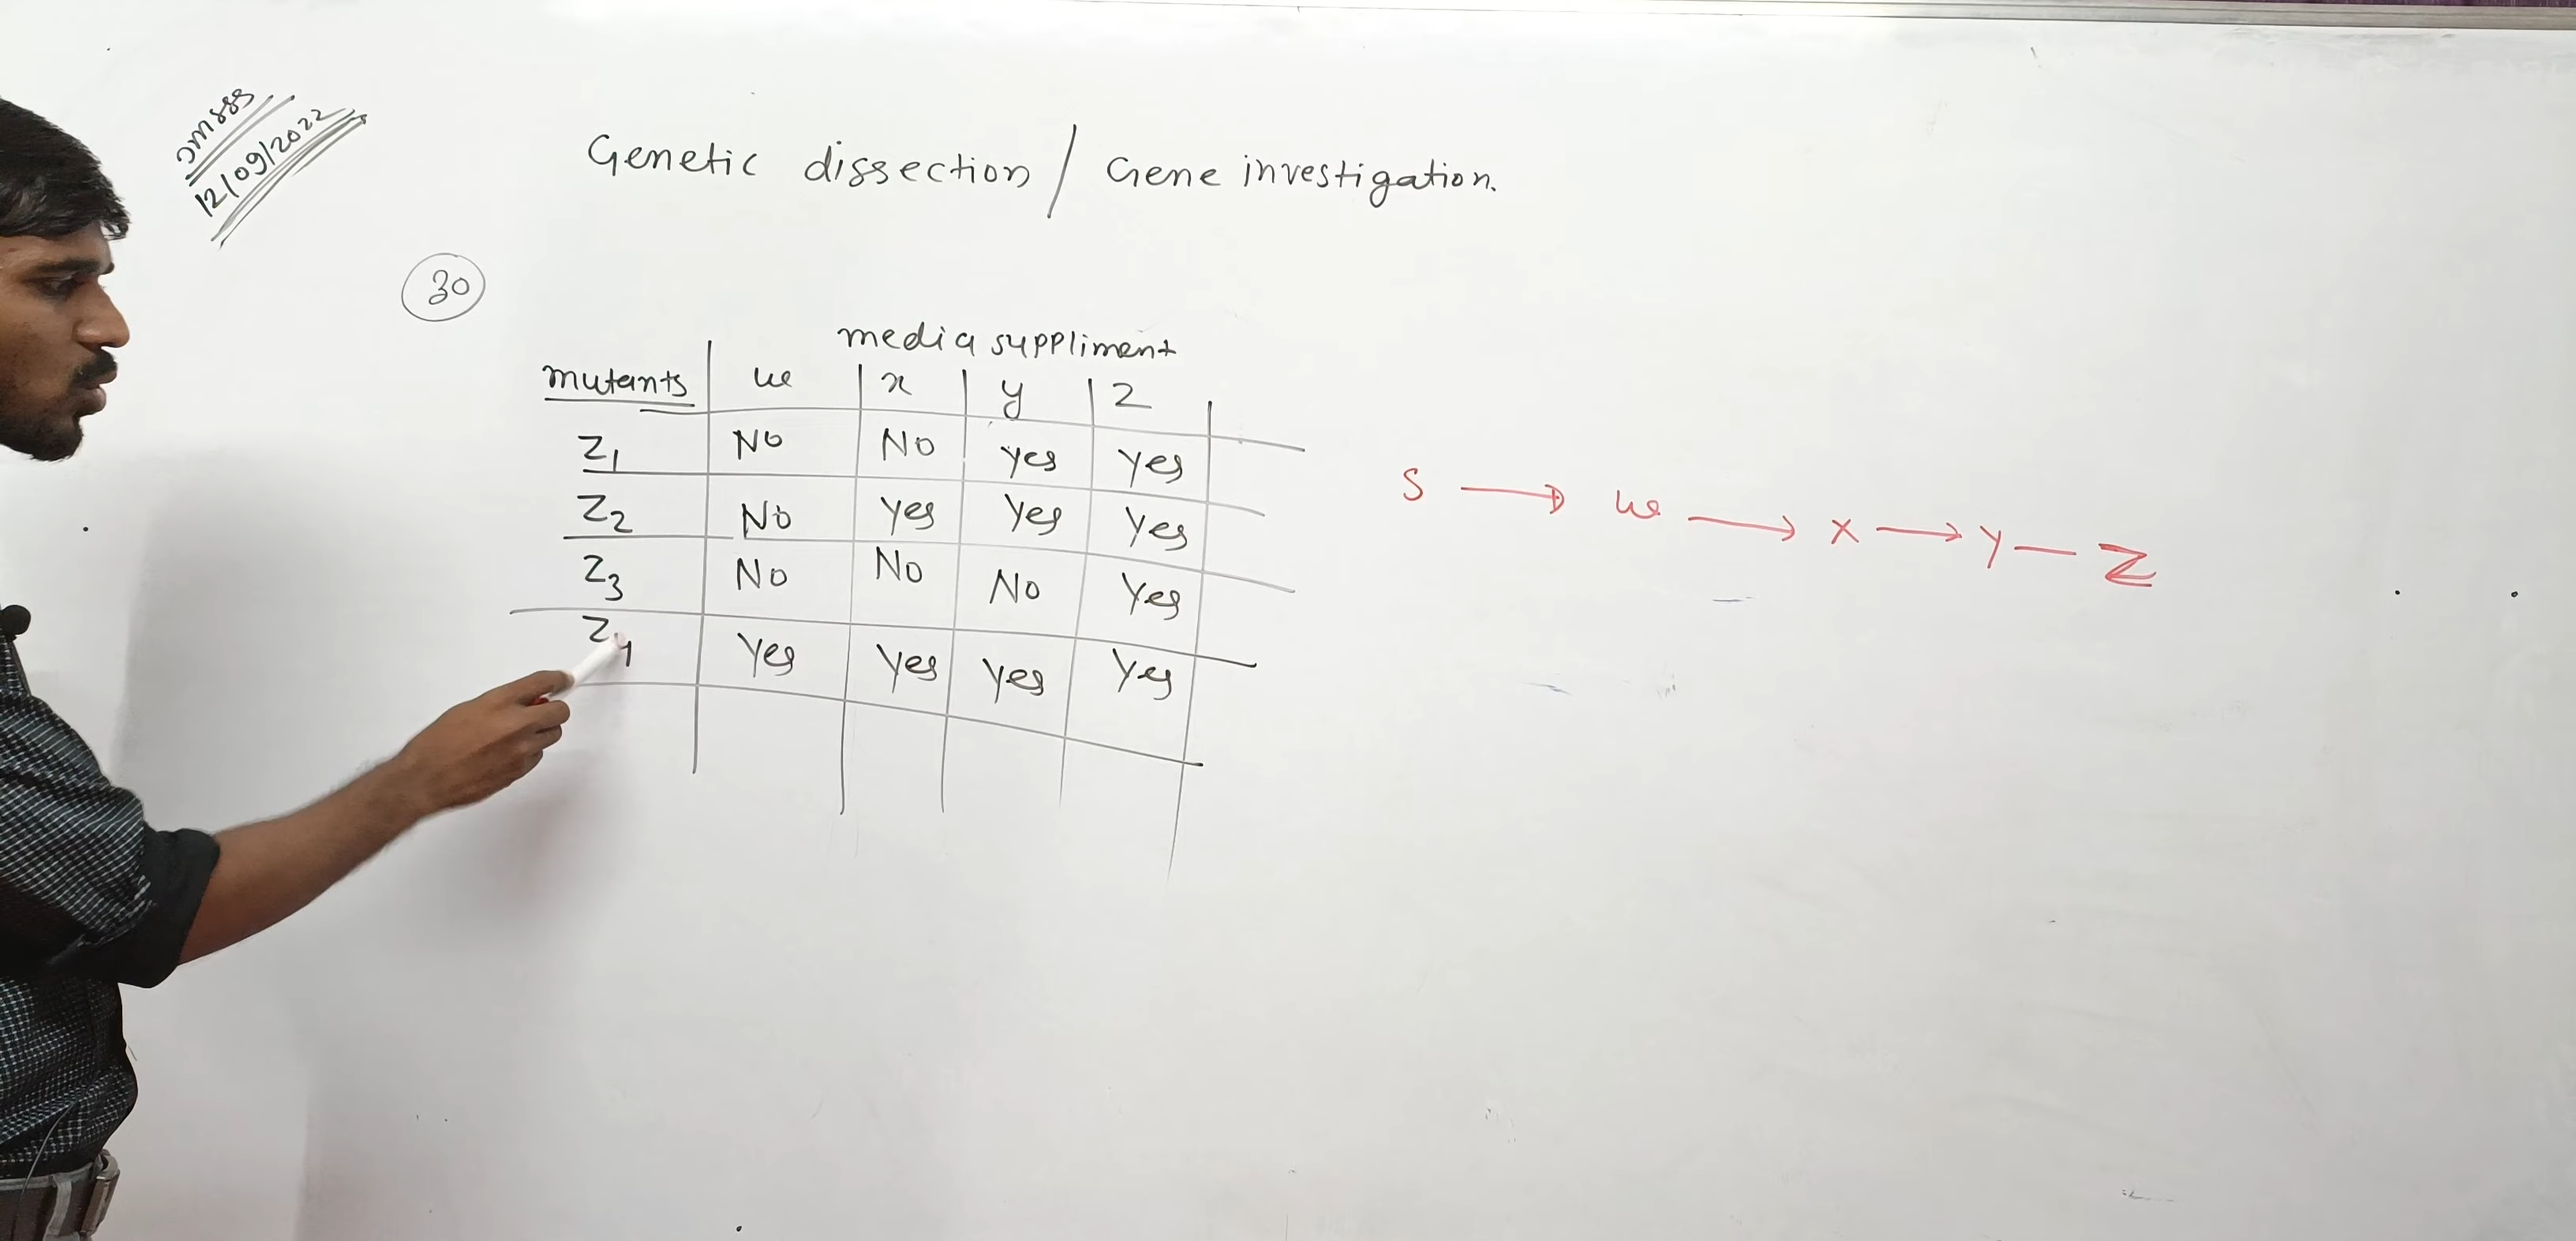 12/09/2022
Genetic dissection / Gene investigation.
30
media suppliment
mutants w x y z
Z1 No No Yes Yes
Z2 No Yes Yes Yes
Z3 No No No Yes
Z4 Yes Yes Yes Yes
S → w → X → Y — Z